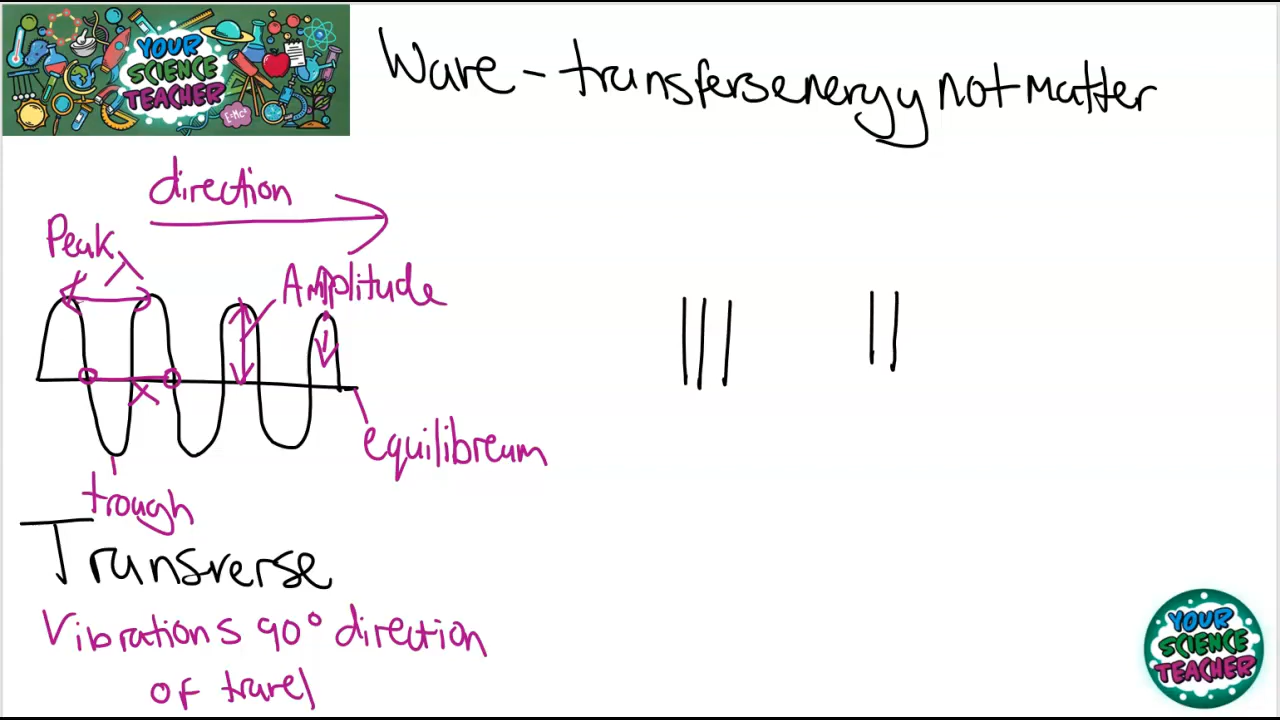 YOUR
SCIENCE
TEACHER
E=MC²
Wave - transfers energy not matter
direction
Peak
λ
Amplitude
equilibreum
trough
Transverse
Vibrations 90° direction
of travel
YOUR
SCIENCE
TEACHER